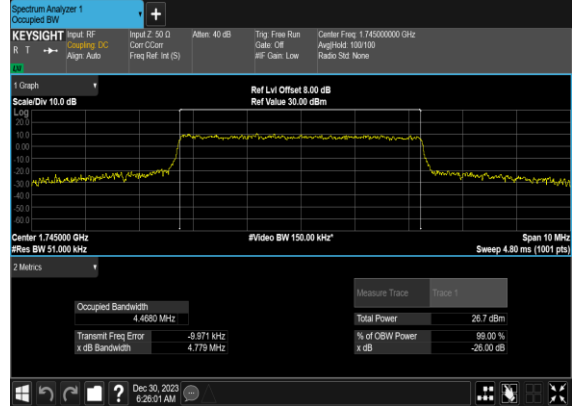 Spectrum Analyzer 1
Occupied BW
KEYSIGHT
R T
Input: RF
Coupling: DC
Align: Auto
Input Z: 50 Ω
Corr CCorr
Freq Ref: Int (S)
Atten: 40 dB
Trig: Free Run
Gate: Off
#IF Gain: Low
Center Freq: 1.745000000 GHz
Avg|Hold: 100/100
Radio Std: None
1 Graph
Scale/Div 10.0 dB
Ref Lvl Offset 8.00 dB
Ref Value 30.00 dBm
Log
20.0
10.0
0.00
-10.0
-20.0
-30.0
-40.0
-50.0
-60.0
Center 1.745000 GHz
#Res BW 51.000 kHz
#Video BW 150.00 kHz*
Span 10 MHz
Sweep 4.80 ms (1001 pts)
2 Metrics
Measure Trace
Trace 1
Occupied Bandwidth
4.4680 MHz
Total Power
26.7 dBm
Transmit Freq Error
-9.971 kHz
% of OBW Power
99.00 %
x dB Bandwidth
4.779 MHz
x dB
-26.00 dB
?
Dec 30, 2023
6:26:01 AM